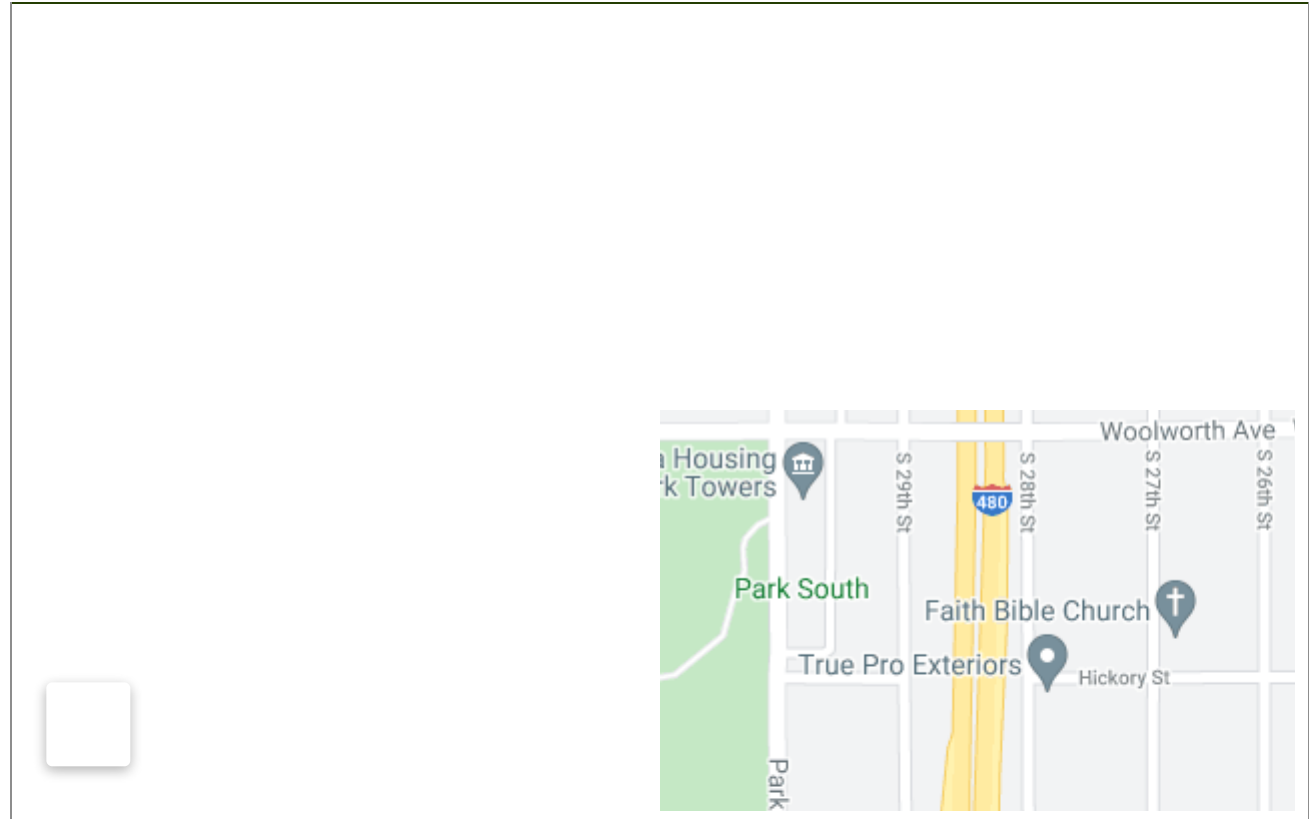 Woolworth Ave
a Housing
rk Towers
S 29th St
480
S 28th St
S 27th St
S 26th St
Park South
Faith Bible Church
True Pro Exteriors
Hickory St
Park